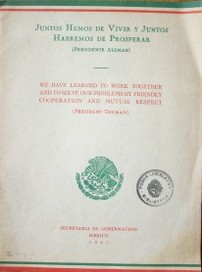 JUNTOS HEMOS DE VIVIR Y JUNTOS
HABREMOS DE PROSPERAR
(PRESIDENTE ALEMAN)
WE HAVE LEARNED TO WORK TOGETHER
AND TO SOLVE OUR PROBLEMS BY FRIENDLY
COOPERATION AND MUTUAL RESPECT
(PRESIDENT TRUMAN)
SECRETARIA DE GOBERNACION
MEXICO
1947